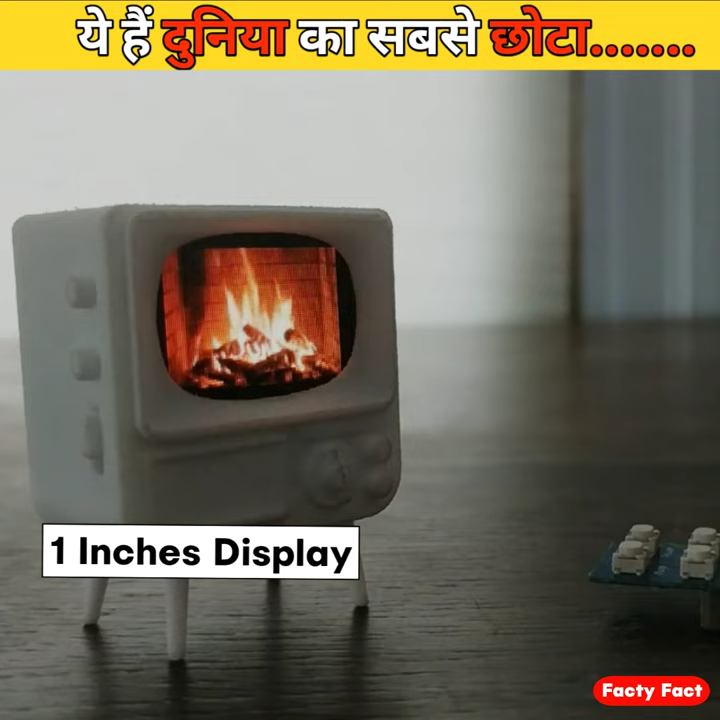 ये हैं दुनिया का सबसे छोटा.......
1 Inches Display
Facty Fact